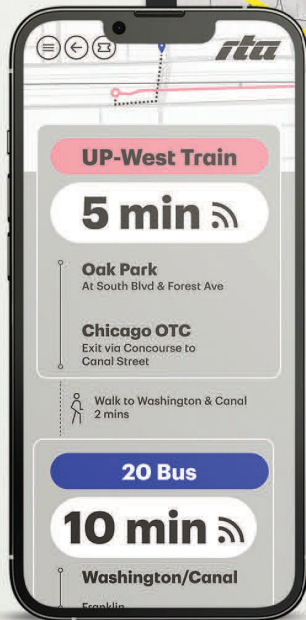 rta
UP-West Train
5 min
Oak Park
At South Blvd & Forest Ave
Chicago OTC
Exit via Concourse to
Canal Street
Walk to Washington & Canal
2 mins
20 Bus
10 min
Washington/Canal
Franklin